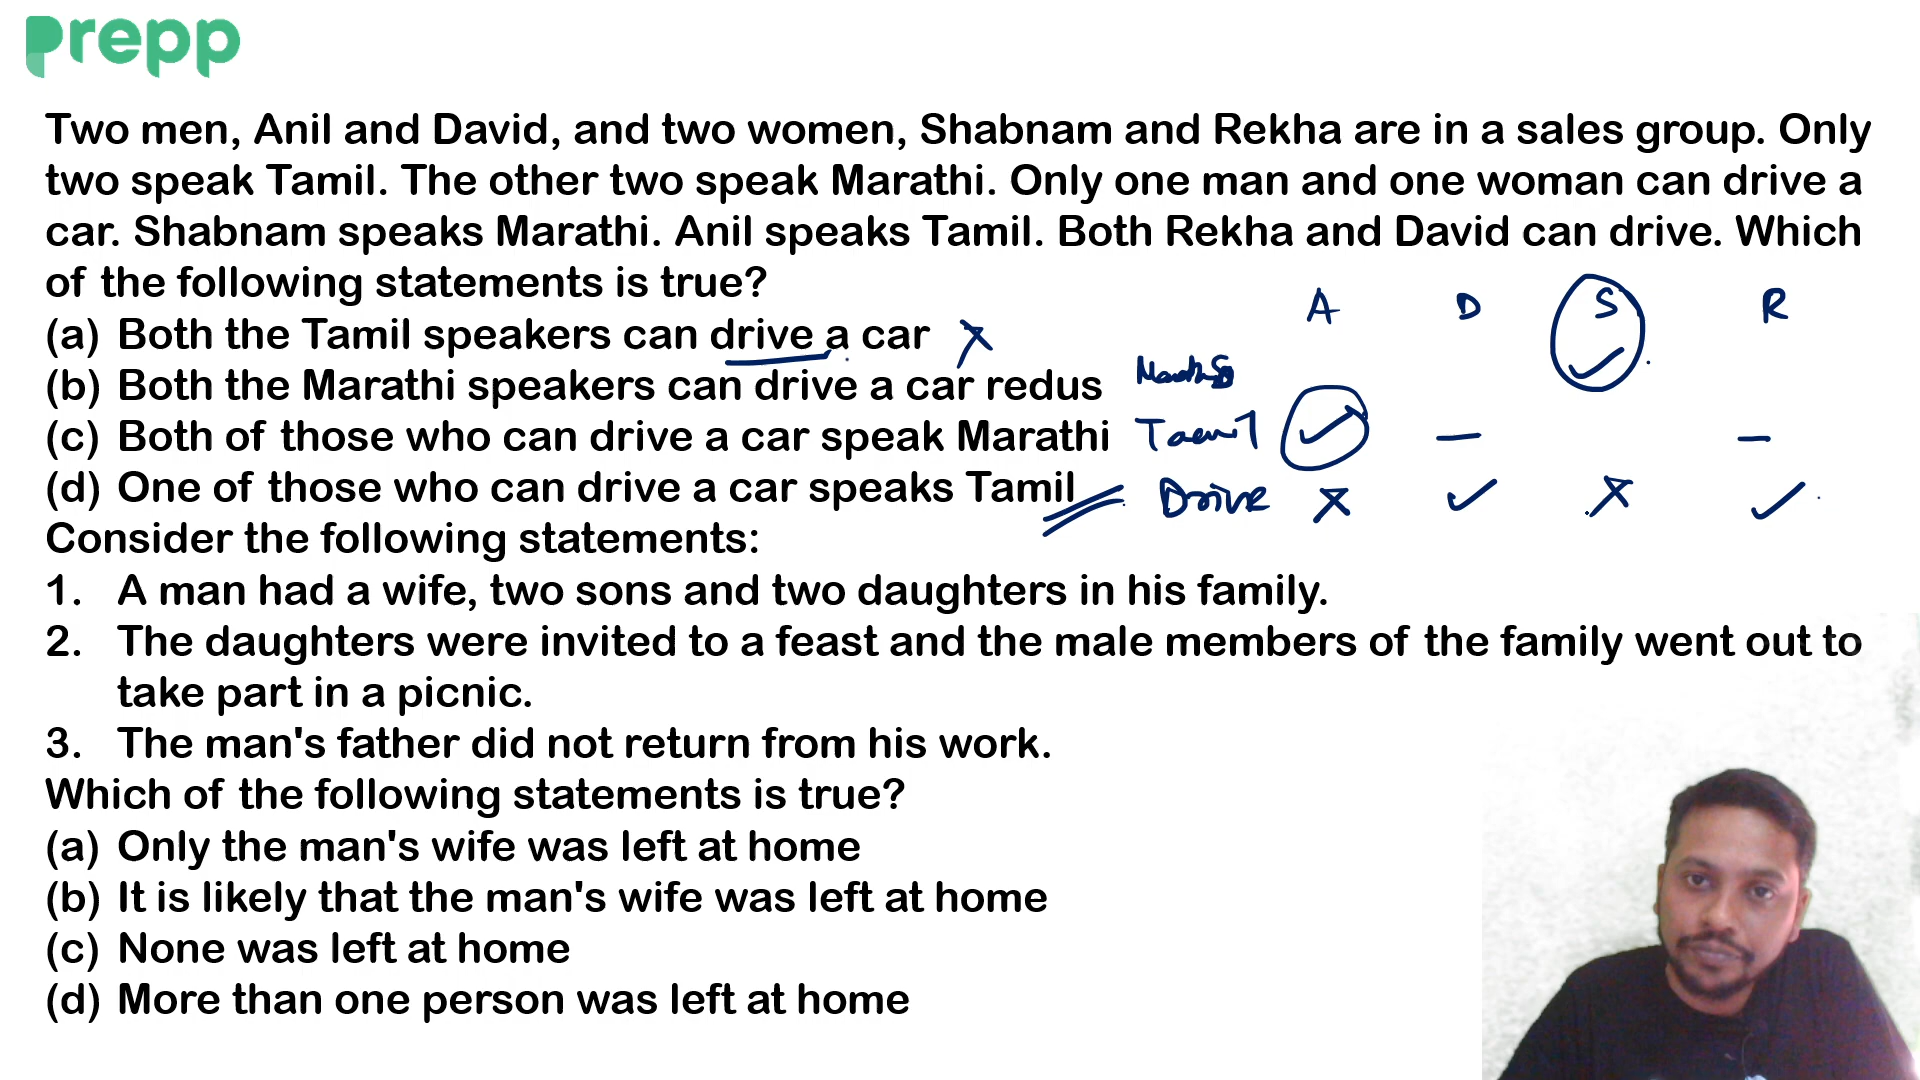 prepp
Two men, Anil and David, and two women, Shabnam and Rekha are in a sales group. Only
two speak Tamil. The other two speak Marathi. Only one man and one woman can drive a
car. Shabnam speaks Marathi. Anil speaks Tamil. Both Rekha and David can drive. Which
of the following statements is true?
A D S R
(a) Both the Tamil speakers can drive a car
(b) Both the Marathi speakers can drive a car redus
(c) Both of those who can drive a car speak Marathi
(d) One of those who can drive a car speaks Tamil
Drive
Consider the following statements:
1. A man had a wife, two sons and two daughters in his family.
2. The daughters were invited to a feast and the male members of the family went out to
take part in a picnic.
3. The man's father did not return from his work.
Which of the following statements is true?
(a) Only the man's wife was left at home
(b) It is likely that the man's wife was left at home
(c) None was left at home
(d) More than one person was left at home